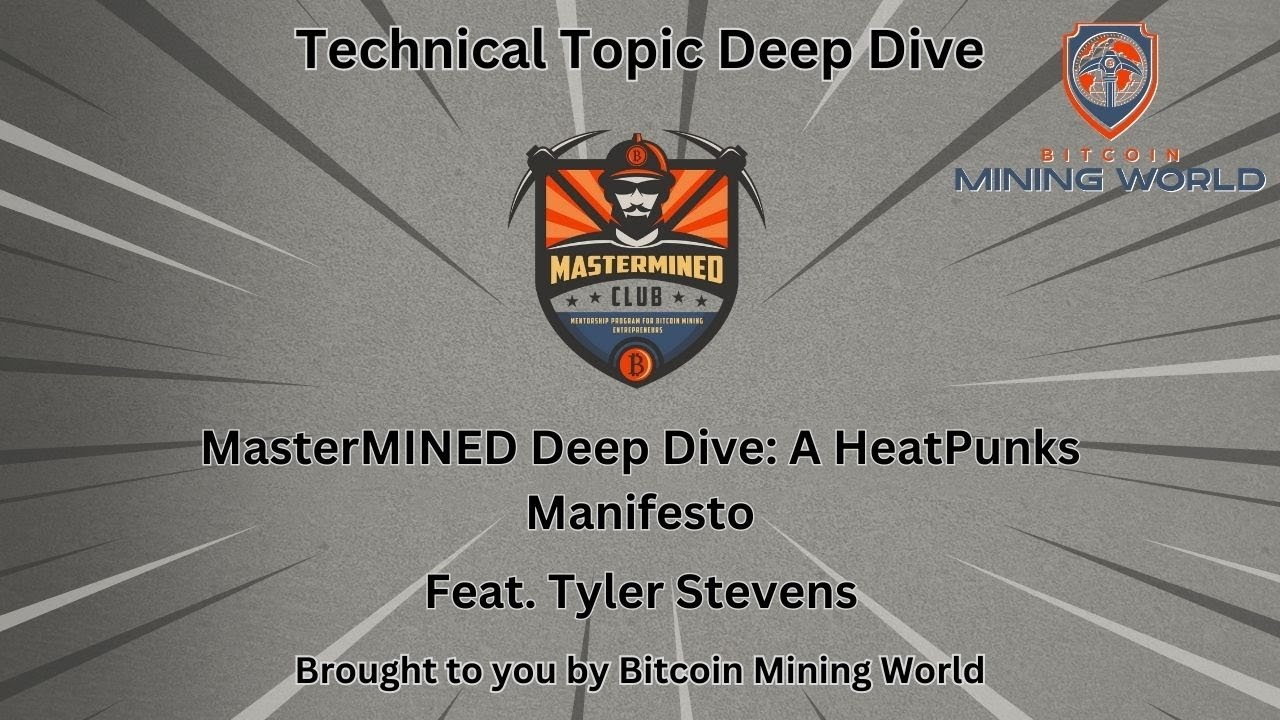 Technical Topic Deep Dive
BITCOIN
MINING WORLD
MASTERMINED
CLUB
MENTORSHIP PROGRAM FOR BITCOIN MINING
ENTREPRENEURS
MasterMINED Deep Dive: A HeatPunks
Manifesto
Feat. Tyler Stevens
Brought to you by Bitcoin Mining World